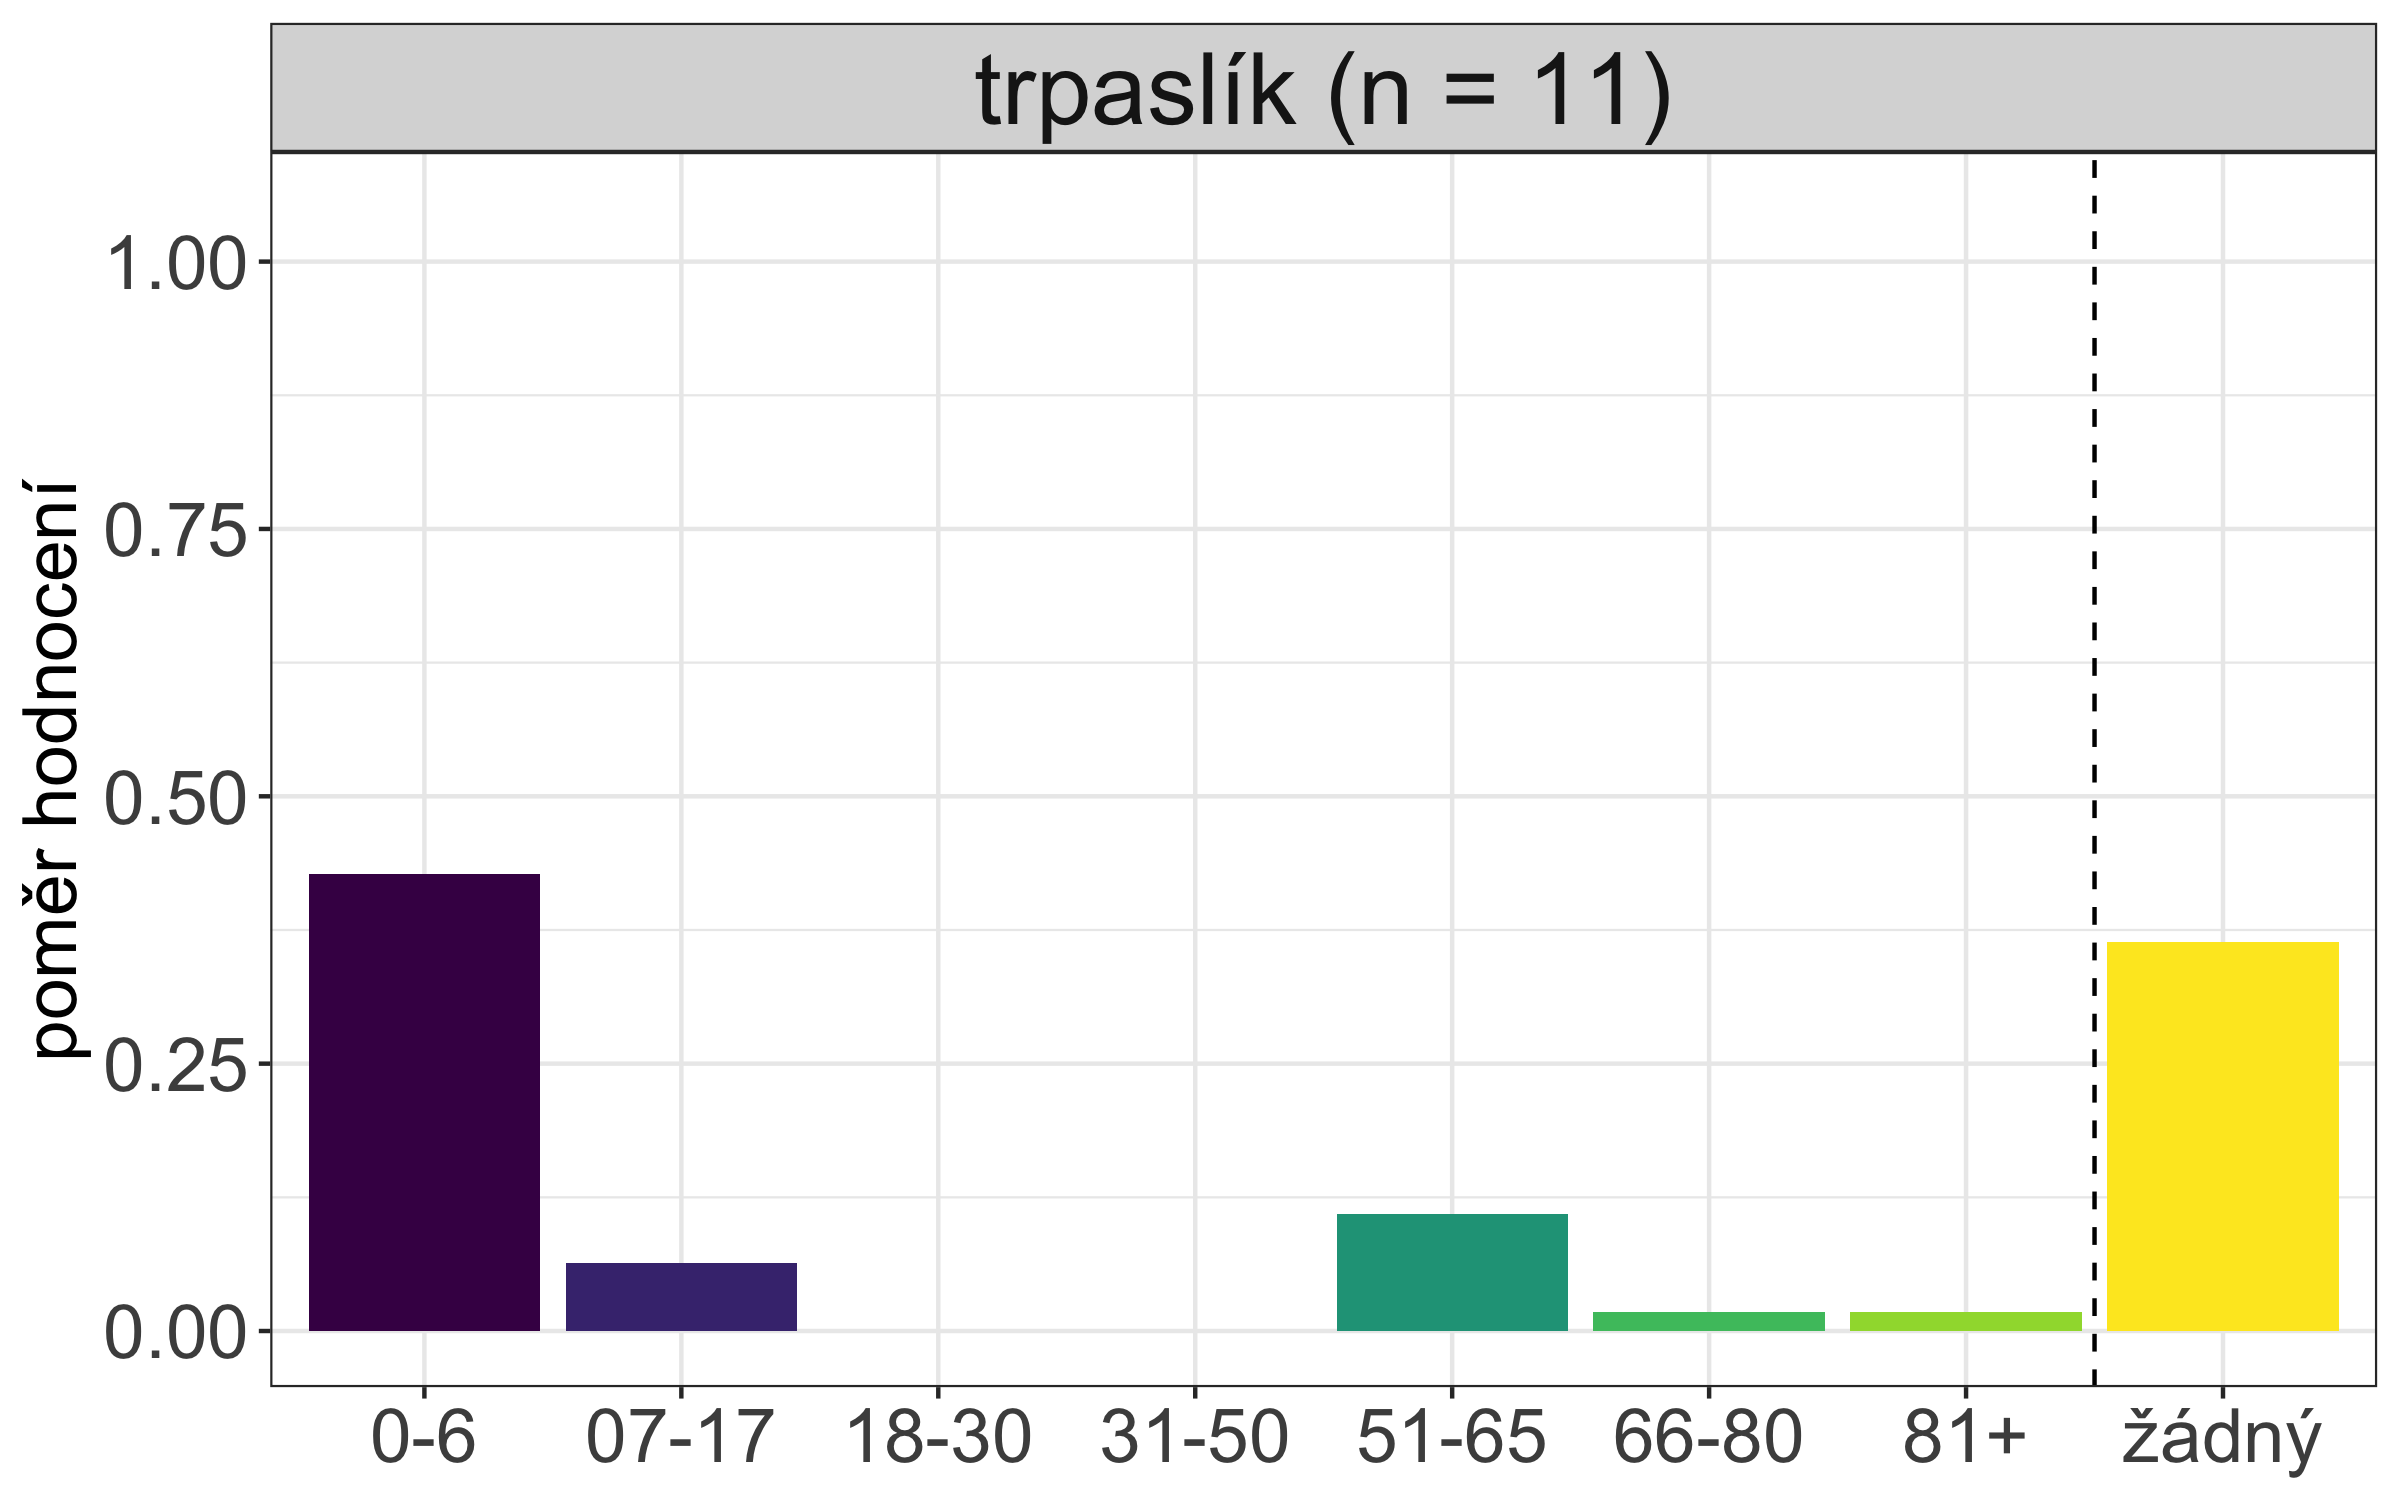 trpaslík (n = 11)
poměr hodnocení
1.00
0.75
0.50
0.25
0.00
0-6 07-17 18-30 31-50 51-65 66-80 81+ žádný